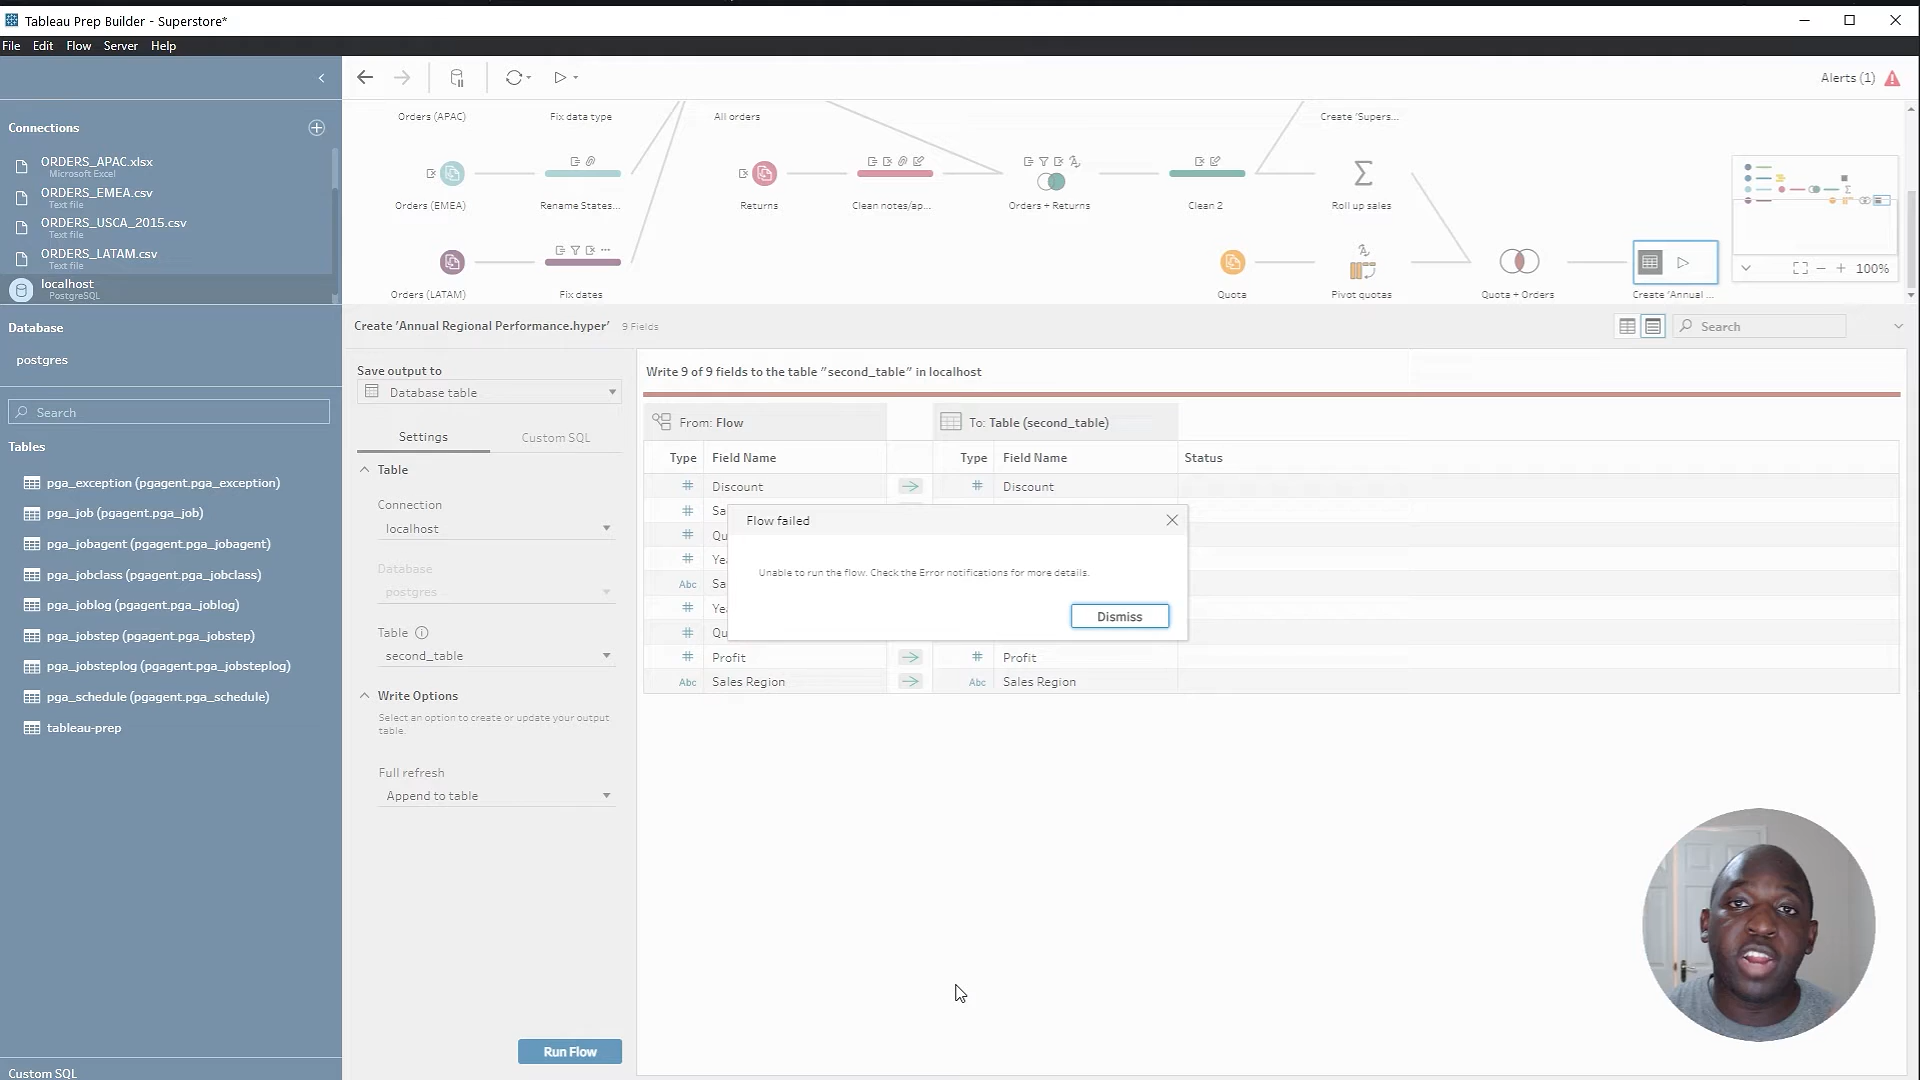 Tableau Prep Builder - Superstore*
File Edit Flow Server Help
Alerts (1)
Connections
ORDERS_APAC.xlsx
Microsoft Excel
ORDERS_EMEA.csv
Text file
ORDERS_USCA_2015.csv
Text file
ORDERS_LATAM.csv
Text file
localhost
PostgreSQL
Database
postgres
Search
Tables
pga_exception (pgagent.pga_exception)
pga_job (pgagent.pga_job)
pga_jobagent (pgagent.pga_jobagent)
pga_jobclass (pgagent.pga_jobclass)
pga_joblog (pgagent.pga_joblog)
pga_jobstep (pgagent.pga_jobstep)
pga_jobsteplog (pgagent.pga_jobsteplog)
pga_schedule (pgagent.pga_schedule)
tableau-prep
Custom SQL
Orders (APAC) Fix data type All orders Create 'Supers...
Orders (EMEA) Rename States... Returns Clean notes/ap... Orders + Returns Clean 2 Roll up sales
Orders (LATAM) Fix dates Quota Pivot quotas Quota + Orders Create 'Annual ...
100%
Create 'Annual Regional Performance.hyper' 9 Fields
Search
Save output to
Database table
Settings Custom SQL
Table
Connection
localhost
Database
postgres
Table
second_table
Write Options
Select an option to create or update your output
table.
Full refresh
Append to table
Run Flow
Write 9 of 9 fields to the table "second_table" in localhost
From: Flow To: Table (second_table)
Type Field Name Type Field Name Status
# Discount # Discount
# Sa
# Qu
# Ye
Abc Sa
# Ye
# Qu
# Profit # Profit
Abc Sales Region Abc Sales Region
Flow failed
Unable to run the flow. Check the Error notifications for more details.
Dismiss